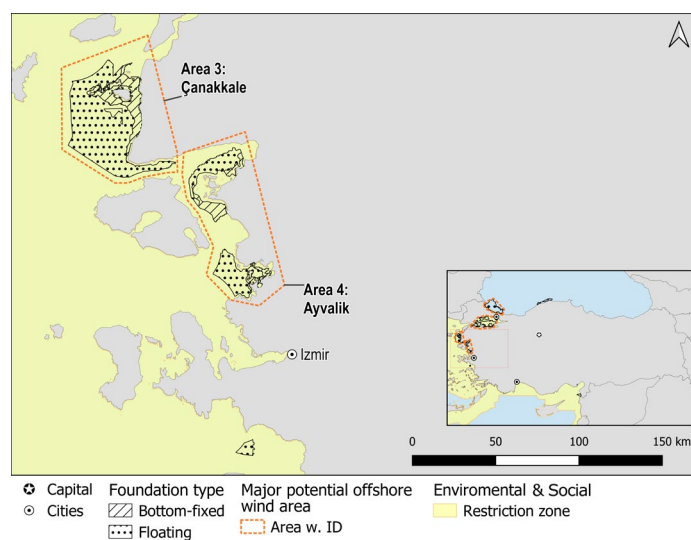 Area 3:
Çanakkale
Area 4:
Ayvalik
Izmir
0 50 100 150 km
Capital
Cities
Foundation type
Bottom-fixed
Floating
Major potential offshore
wind area
Area w. ID
Enviromental & Social
Restriction zone